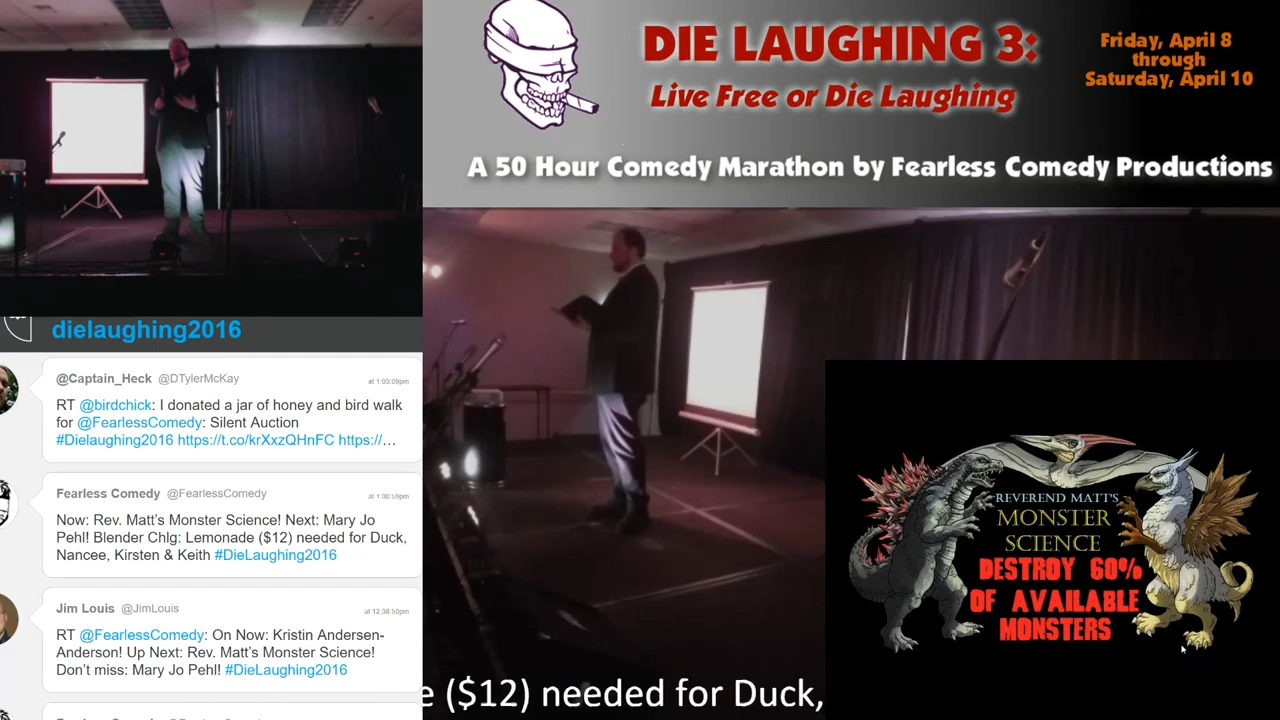 DIE LAUGHING 3:
Live Free or Die Laughing
Friday, April 8
through
Saturday, April 10
A 50 Hour Comedy Marathon by Fearless Comedy Productions
dielaughing2016
@Captain_Heck @DTylerMcKay
at 1:03:09pm
RT @birdchick: I donated a jar of honey and bird walk
for @FearlessComedy: Silent Auction
#Dielaughing2016 https://t.co/krXxzQHnFC https://…
Fearless Comedy @FearlessComedy
Now: Rev. Matt's Monster Science! Next: Mary Jo
Pehl! Blender Chlg: Lemonade ($12) needed for Duck,
Nancee, Kirsten & Keith #DieLaughing2016
Jim Louis @JimLouis
RT @FearlessComedy: On Now: Kristin Andersen-
Anderson! Up Next: Rev. Matt's Monster Science!
Don't miss: Mary Jo Pehl! #DieLaughing2016
REVEREND MATT'S
MONSTER
SCIENCE
DESTROY 60%
OF AVAILABLE
MONSTERS
e ($12) needed for Duck,